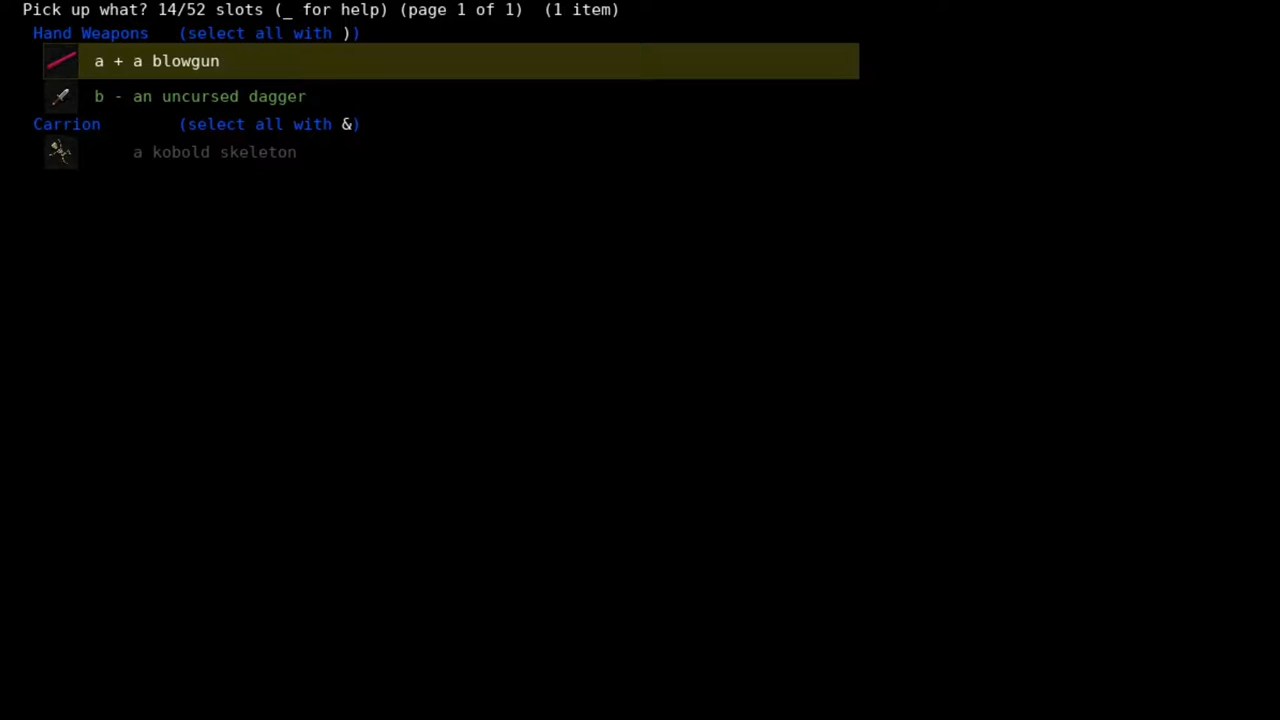 Pick up what? 14/52 slots (_ for help) (page 1 of 1)  (1 item)
Hand Weapons   (select all with ))
a + a blowgun
b - an uncursed dagger
Carrion        (select all with &)
a kobold skeleton